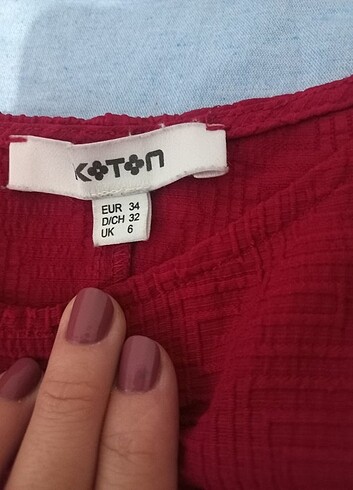 KOTON
EUR 34
D/CH 32
UK 6